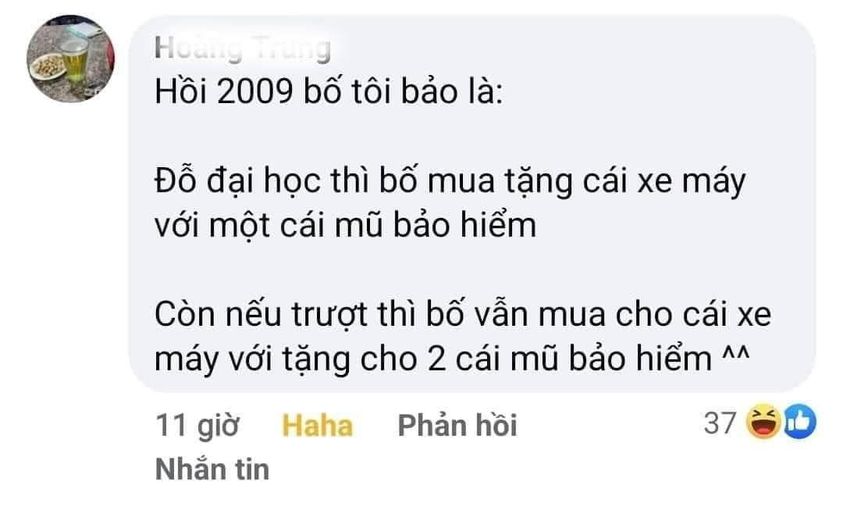 Hoàng Trung
Hồi 2009 bố tôi bảo là:
Đỗ đại học thì bố mua tặng cái xe máy
với một cái mũ bảo hiểm
Còn nếu trượt thì bố vẫn mua cho cái xe
máy với tặng cho 2 cái mũ bảo hiểm ^^
11 giờ Haha Phản hồi 37
Nhắn tin